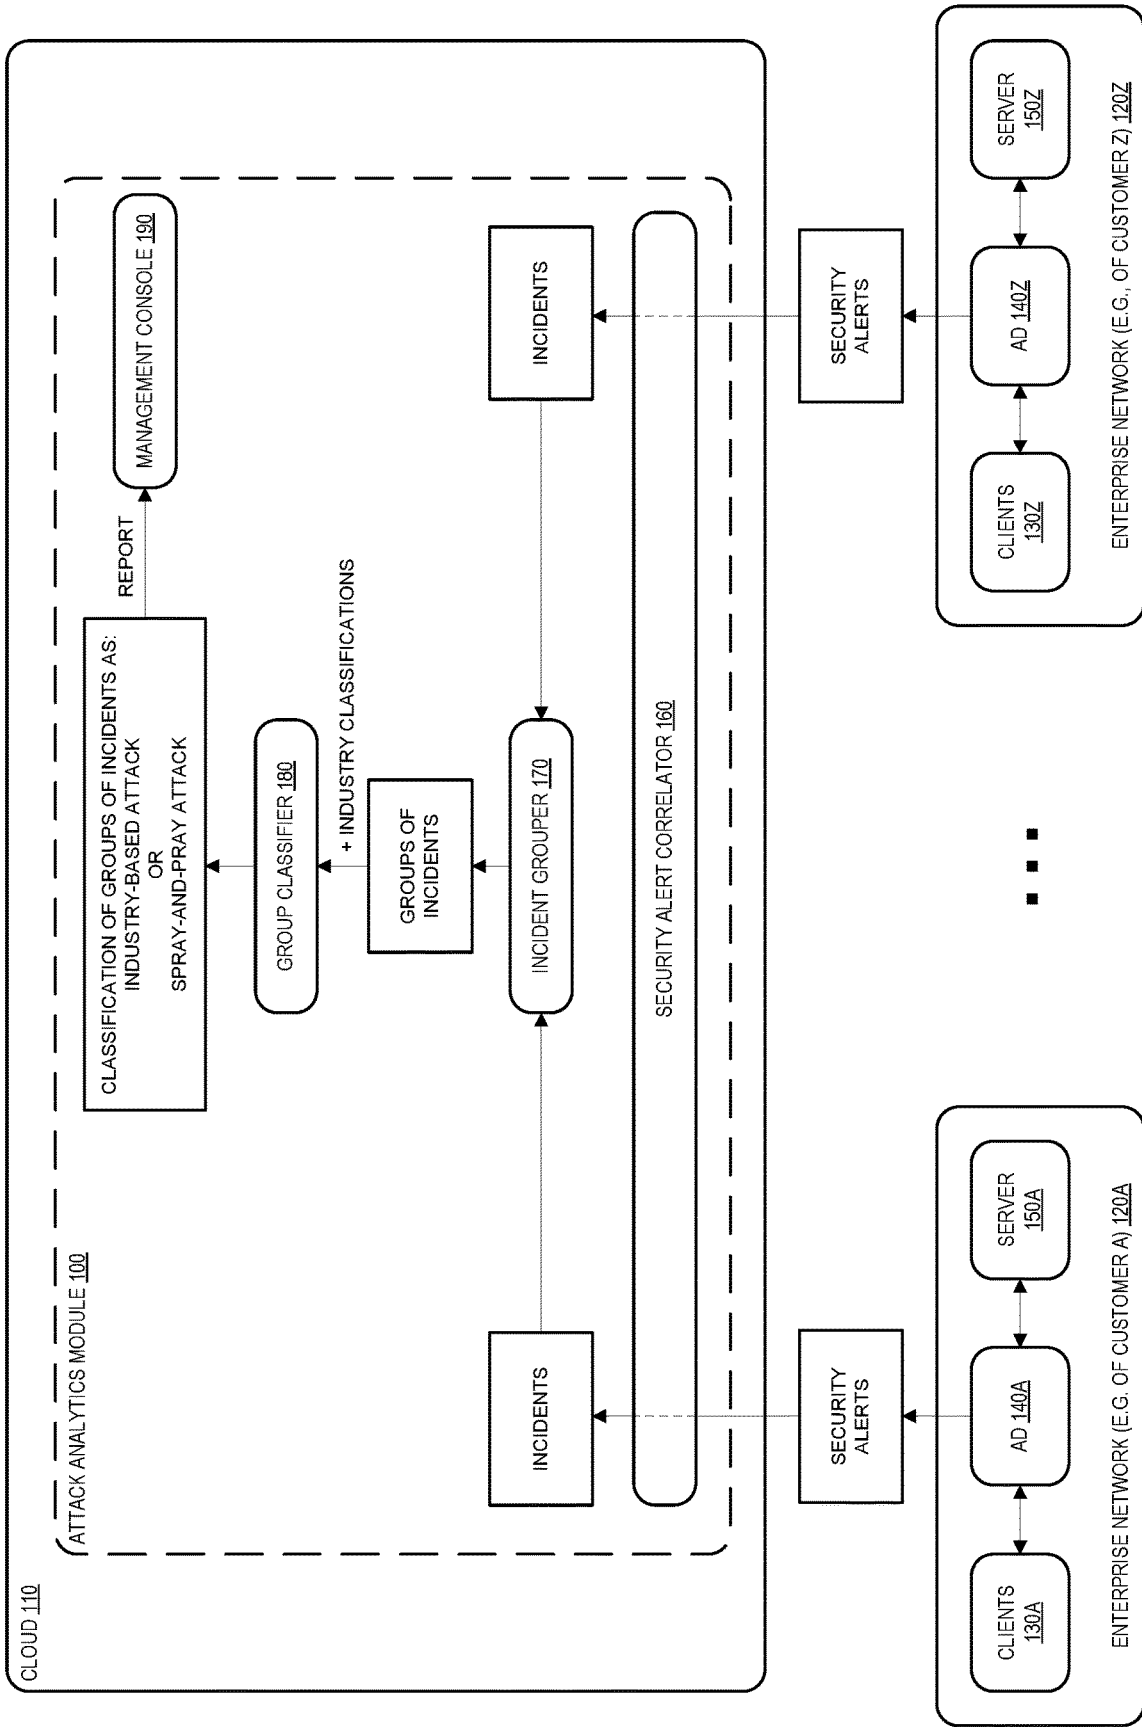 CLOUD 110
ATTACK ANALYTICS MODULE 100
CLASSIFICATION OF GROUPS OF INCIDENTS AS:
INDUSTRY-BASED ATTACK
OR
SPRAY-AND-PRAY ATTACK
REPORT
MANAGEMENT CONSOLE 190
GROUP CLASSIFIER 180
+ INDUSTRY CLASSIFICATIONS
GROUPS OF
INCIDENTS
INCIDENTS
INCIDENT GROUPER 170
INCIDENTS
SECURITY ALERT CORRELATOR 160
SECURITY
ALERTS
SECURITY
ALERTS
CLIENTS
130A
AD 140A
SERVER
150A
ENTERPRISE NETWORK (E.G. OF CUSTOMER A) 120A
CLIENTS
130Z
AD 140Z
SERVER
150Z
ENTERPRISE NETWORK (E.G., OF CUSTOMER Z) 120Z